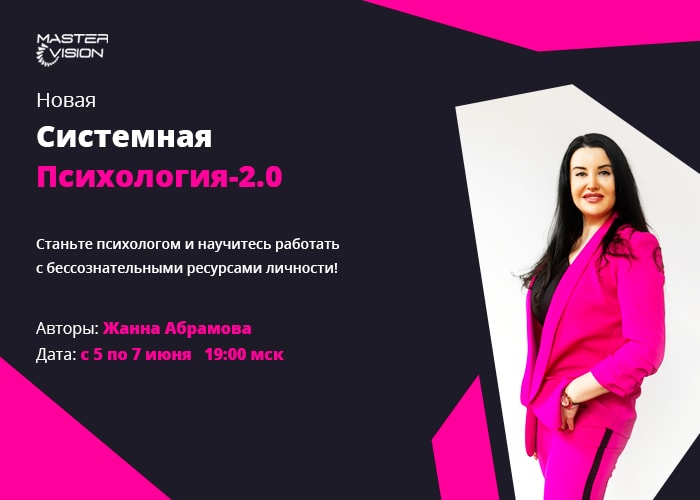 MASTER
VISION
Новая
Системная
Психология-2.0
Станьте психологом и научитесь работать
с бессознательными ресурсами личности!
Авторы: Жанна Абрамова
Дата: с 5 по 7 июня 19:00 мск